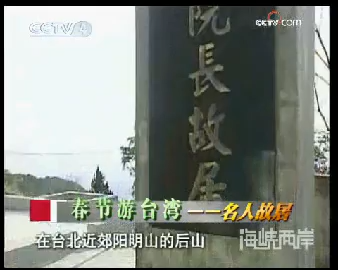 CCTV 4
CCTV.com
院長故居
春节游台湾
——名人故居
在台北近郊阳明山的后山
海峡两岸